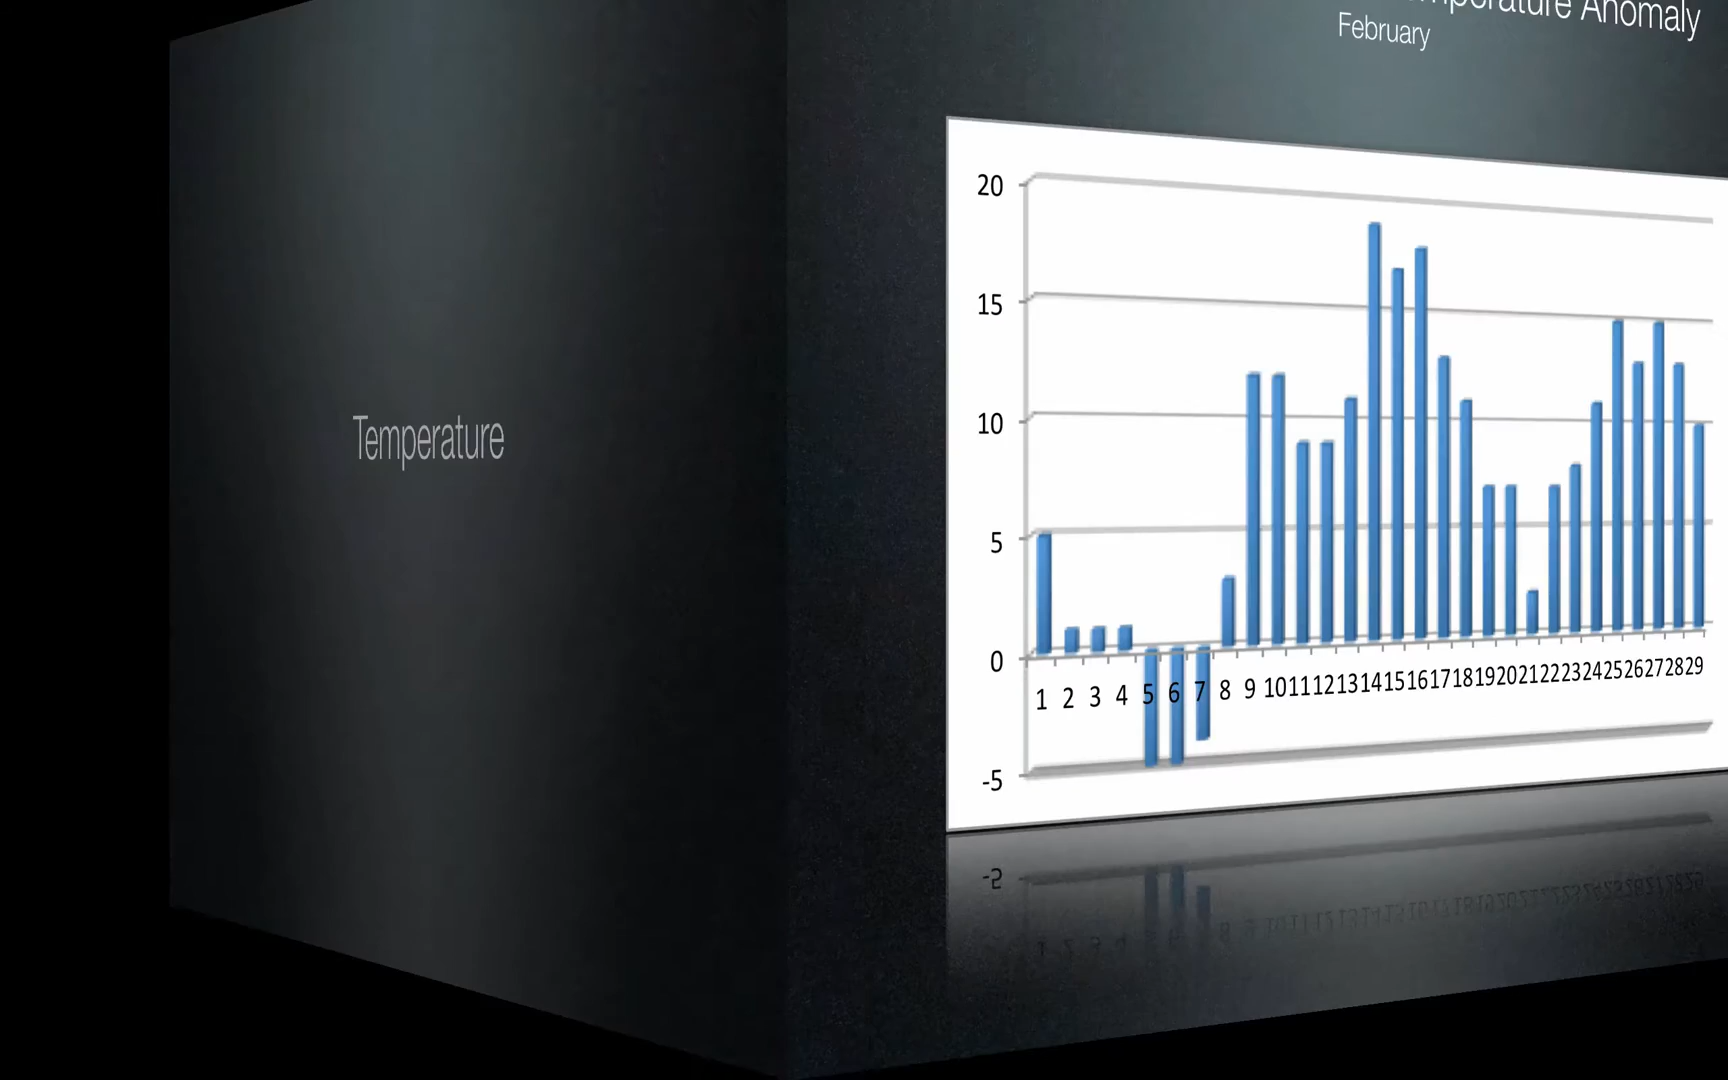 Temperature
Temperature Anomaly
February
20
15
10
5
0
-5
1 2 3 4 5 6 7 8 9 10 11 12 13 14 15 16 17 18 19 20 21 22 23 24 25 26 27 28 29